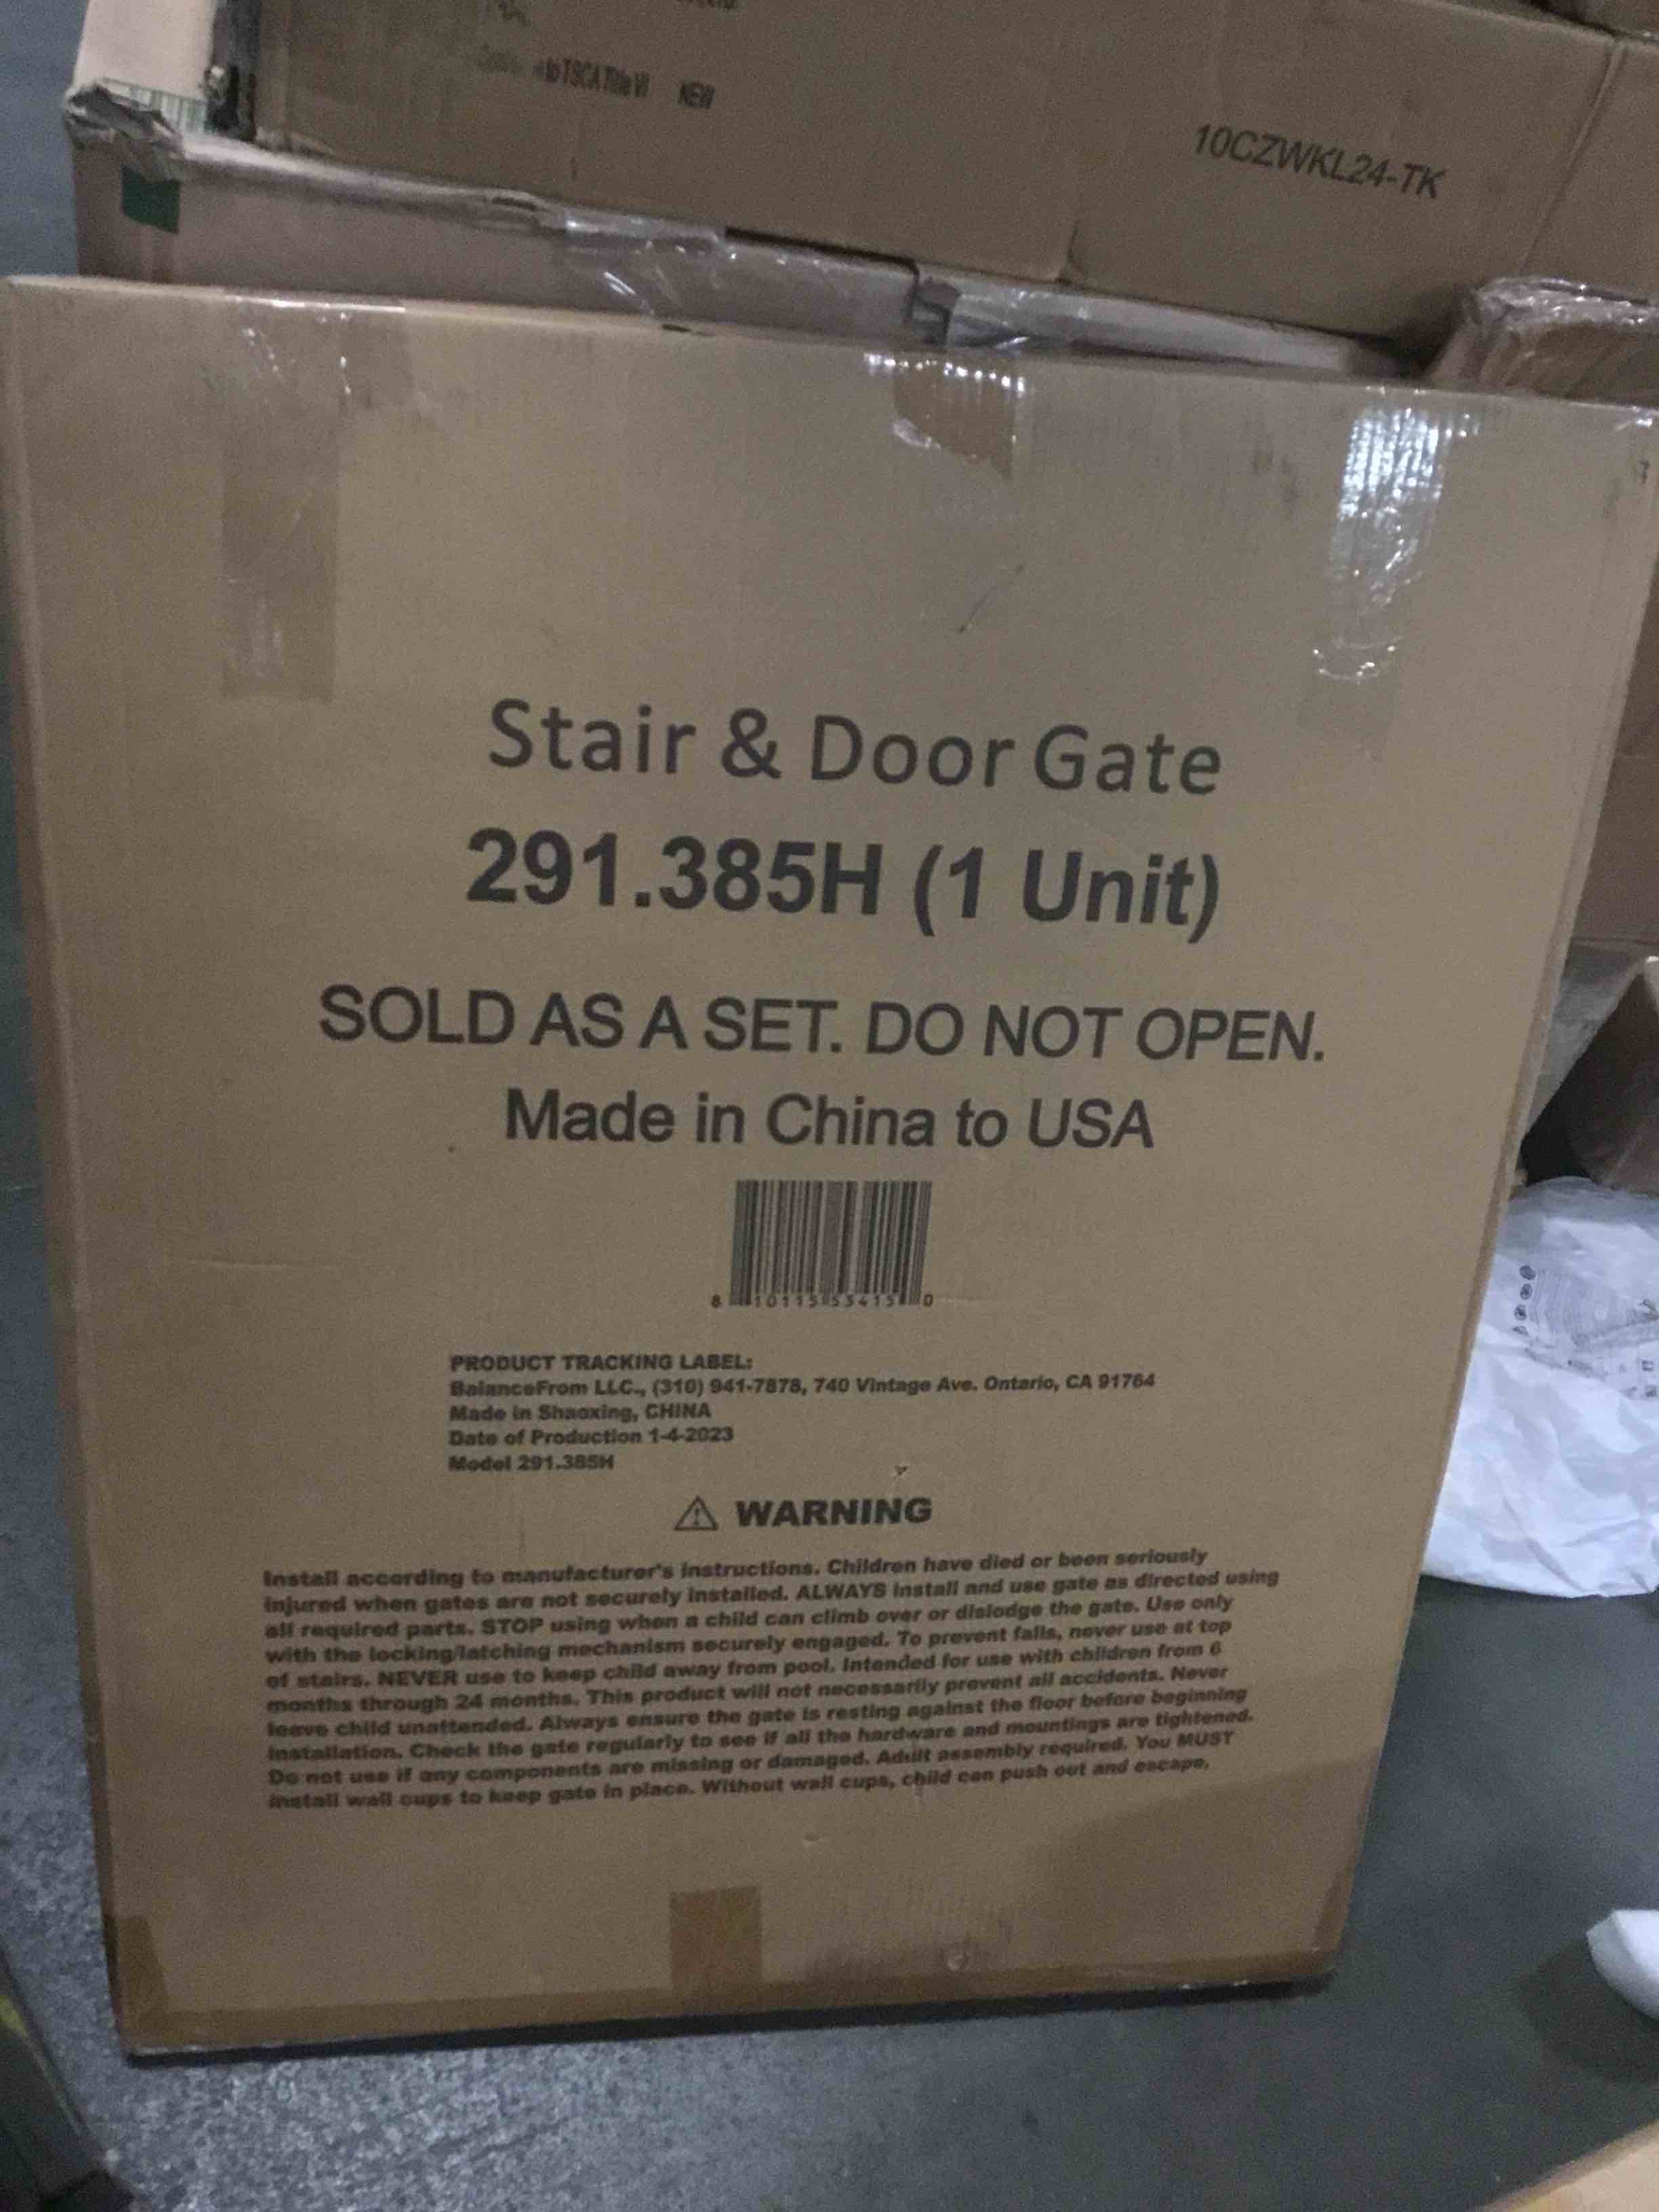 to TSCA Title VI NEW
10CZWKL24-TK
Stair & Door Gate
291.385H (1 Unit)
SOLD AS A SET. DO NOT OPEN.
Made in China to USA
8 10115 53415 0
PRODUCT TRACKING LABEL:
BalanceFrom LLC., (310) 941-7878, 740 Vintage Ave. Ontario, CA 91764
Made in Shaoxing, CHINA
Date of Production 1-4-2023
Model 291.385H
WARNING
Install according to manufacturer's instructions. Children have died or been seriously
injured when gates are not securely installed. ALWAYS install and use gate as directed using
all required parts. STOP using when a child can climb over or dislodge the gate. Use only
with the locking/latching mechanism securely engaged. To prevent falls, never use at top
of stairs. NEVER use to keep child away from pool. Intended for use with children from 6
months through 24 months. This product will not necessarily prevent all accidents. Never
leave child unattended. Always ensure the gate is resting against the floor before beginning
installation. Check the gate regularly to see if all the hardware and mountings are tightened.
Do not use if any components are missing or damaged. Adult assembly required. You MUST
install wall cups to keep gate in place. Without wall cups, child can push out and escape.